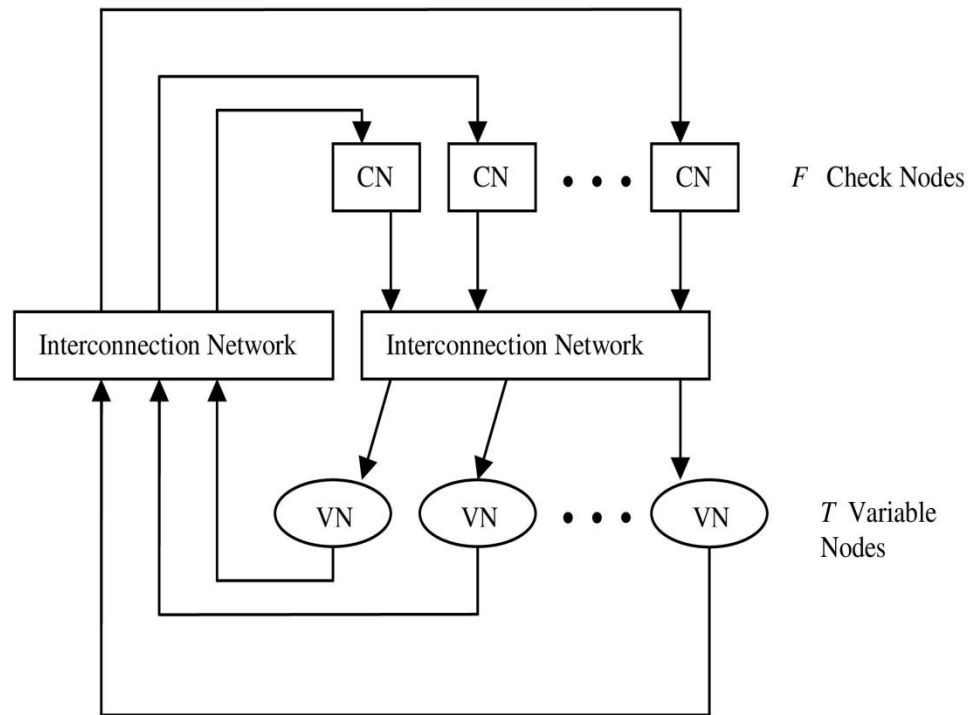 CN CN CN F Check Nodes
Interconnection Network Interconnection Network
VN VN VN T Variable
Nodes